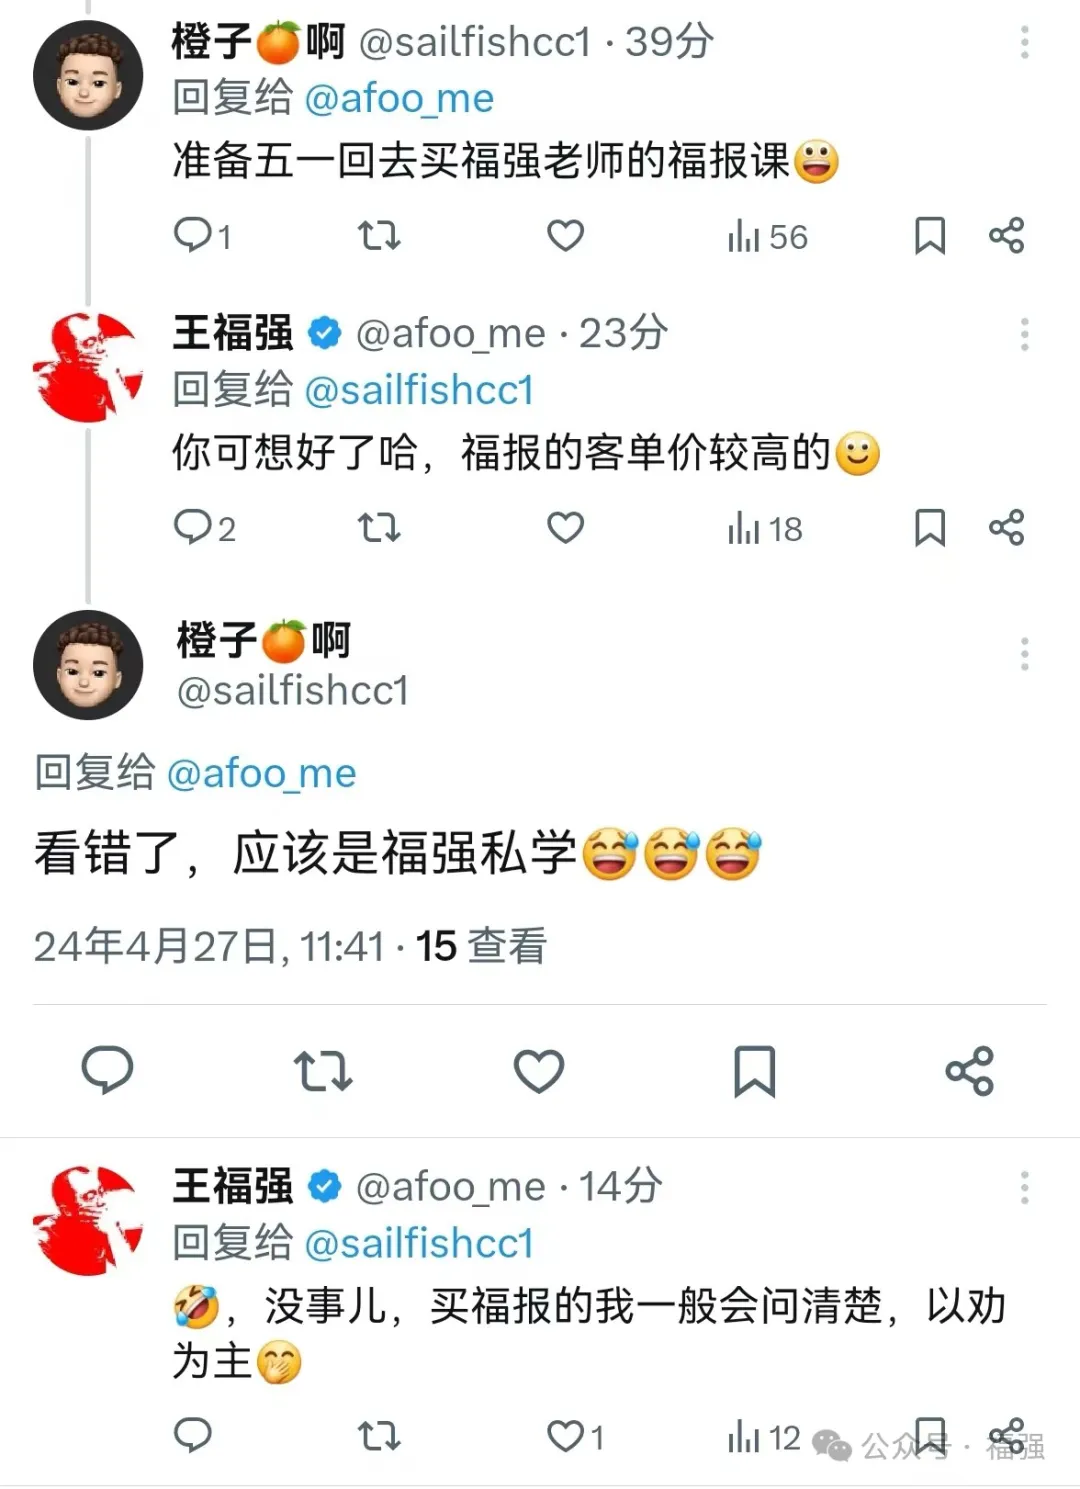 橙子🍊啊 @sailfishcc1 · 39分
回复给 @afoo_me
准备五一回去买福强老师的福报课😀
1 56
王福强 @afoo_me · 23分
回复给 @sailfishcc1
你可想好了哈，福报的客单价较高的🙂
2 18
橙子🍊啊
@sailfishcc1
回复给 @afoo_me
看错了，应该是福强私学😅😅😅
24年4月27日, 11:41 · 15 查看
王福强 @afoo_me · 14分
回复给 @sailfishcc1
🤣，没事儿，买福报的我一般会问清楚，以劝
为主🤭
1 12
公众号 · 福强